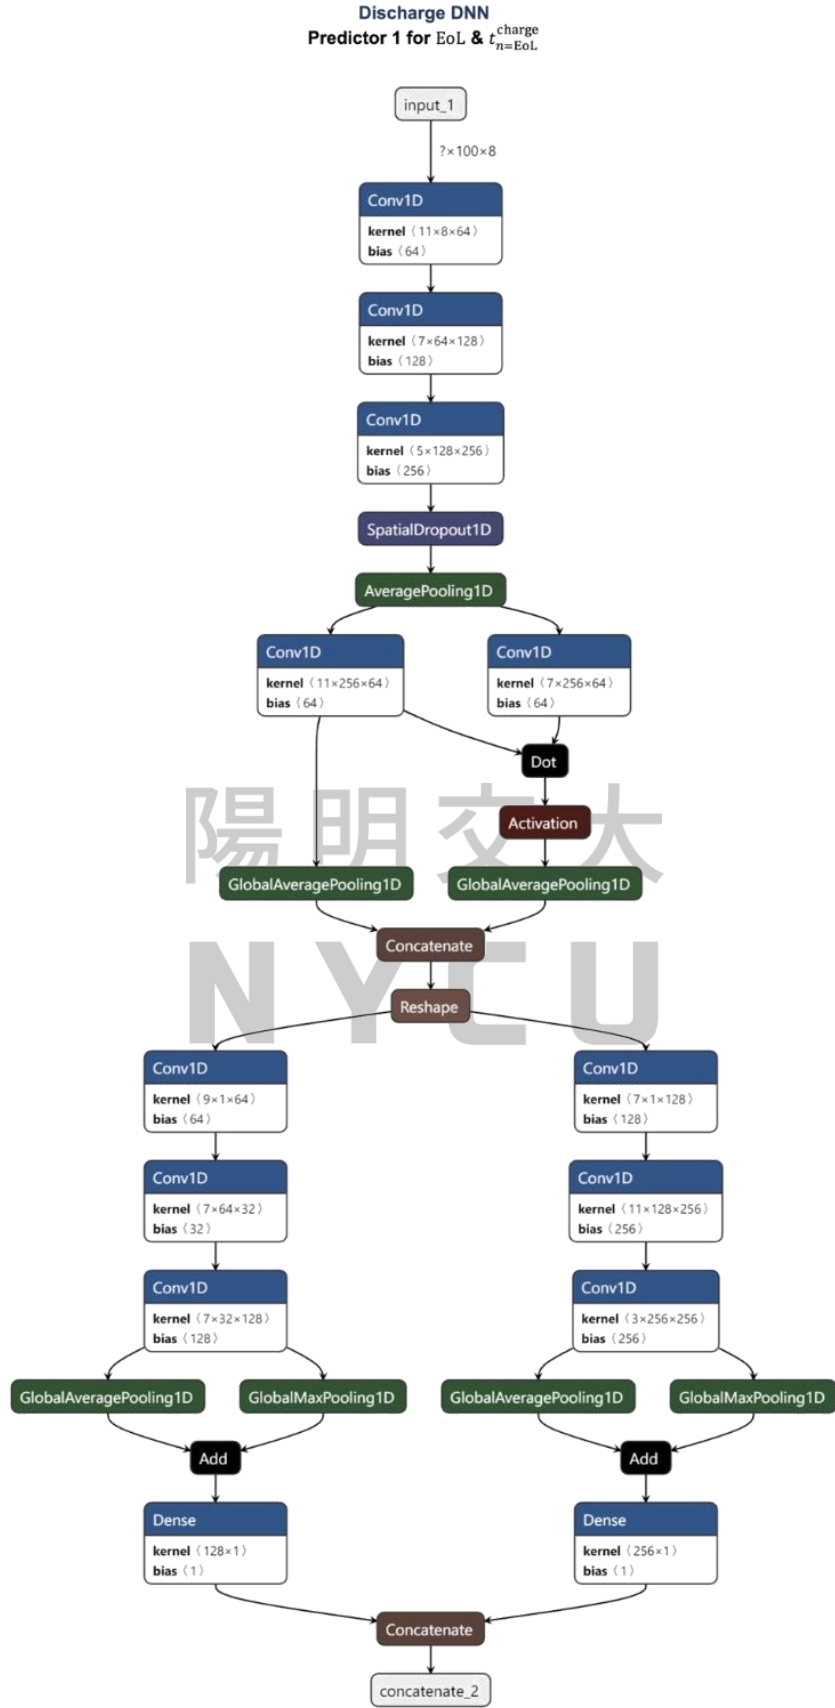 Discharge DNN
Predictor 1 for EoL & t_{n=EoL}^{charge}
input_1
?×100×8
Conv1D
kernel ⟨11×8×64⟩
bias ⟨64⟩
Conv1D
kernel ⟨7×64×128⟩
bias ⟨128⟩
Conv1D
kernel ⟨5×128×256⟩
bias ⟨256⟩
SpatialDropout1D
AveragePooling1D
Conv1D
kernel ⟨11×256×64⟩
bias ⟨64⟩
Conv1D
kernel ⟨7×256×64⟩
bias ⟨64⟩
Dot
Activation
陽明交大
GlobalAveragePooling1D
GlobalAveragePooling1D
Concatenate
NYCU
Reshape
Conv1D
kernel ⟨9×1×64⟩
bias ⟨64⟩
Conv1D
kernel ⟨7×1×128⟩
bias ⟨128⟩
Conv1D
kernel ⟨7×64×32⟩
bias ⟨32⟩
Conv1D
kernel ⟨11×128×256⟩
bias ⟨256⟩
Conv1D
kernel ⟨7×32×128⟩
bias ⟨128⟩
Conv1D
kernel ⟨3×256×256⟩
bias ⟨256⟩
GlobalAveragePooling1D
GlobalMaxPooling1D
GlobalAveragePooling1D
GlobalMaxPooling1D
Add
Add
Dense
kernel ⟨128×1⟩
bias ⟨1⟩
Dense
kernel ⟨256×1⟩
bias ⟨1⟩
Concatenate
concatenate_2